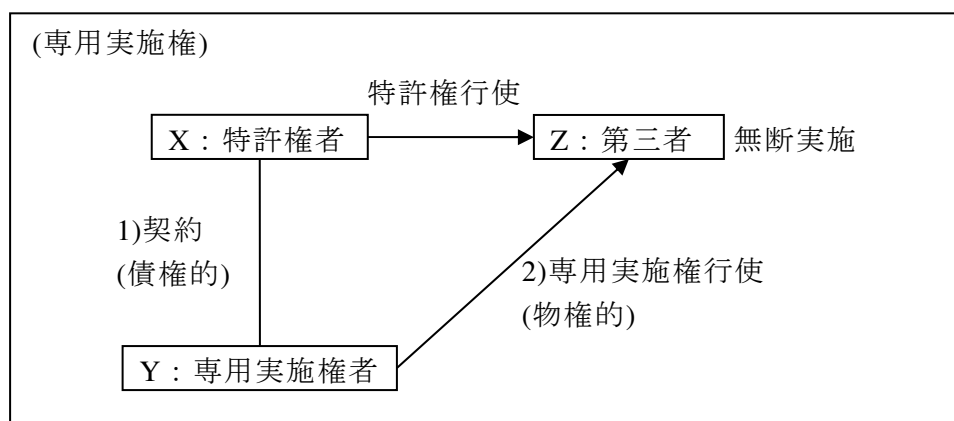 (専用実施権)
特許権行使
X：特許権者
Z：第三者
無断実施
1)契約
(債権的)
2)専用実施権行使
(物権的)
Y：専用実施権者